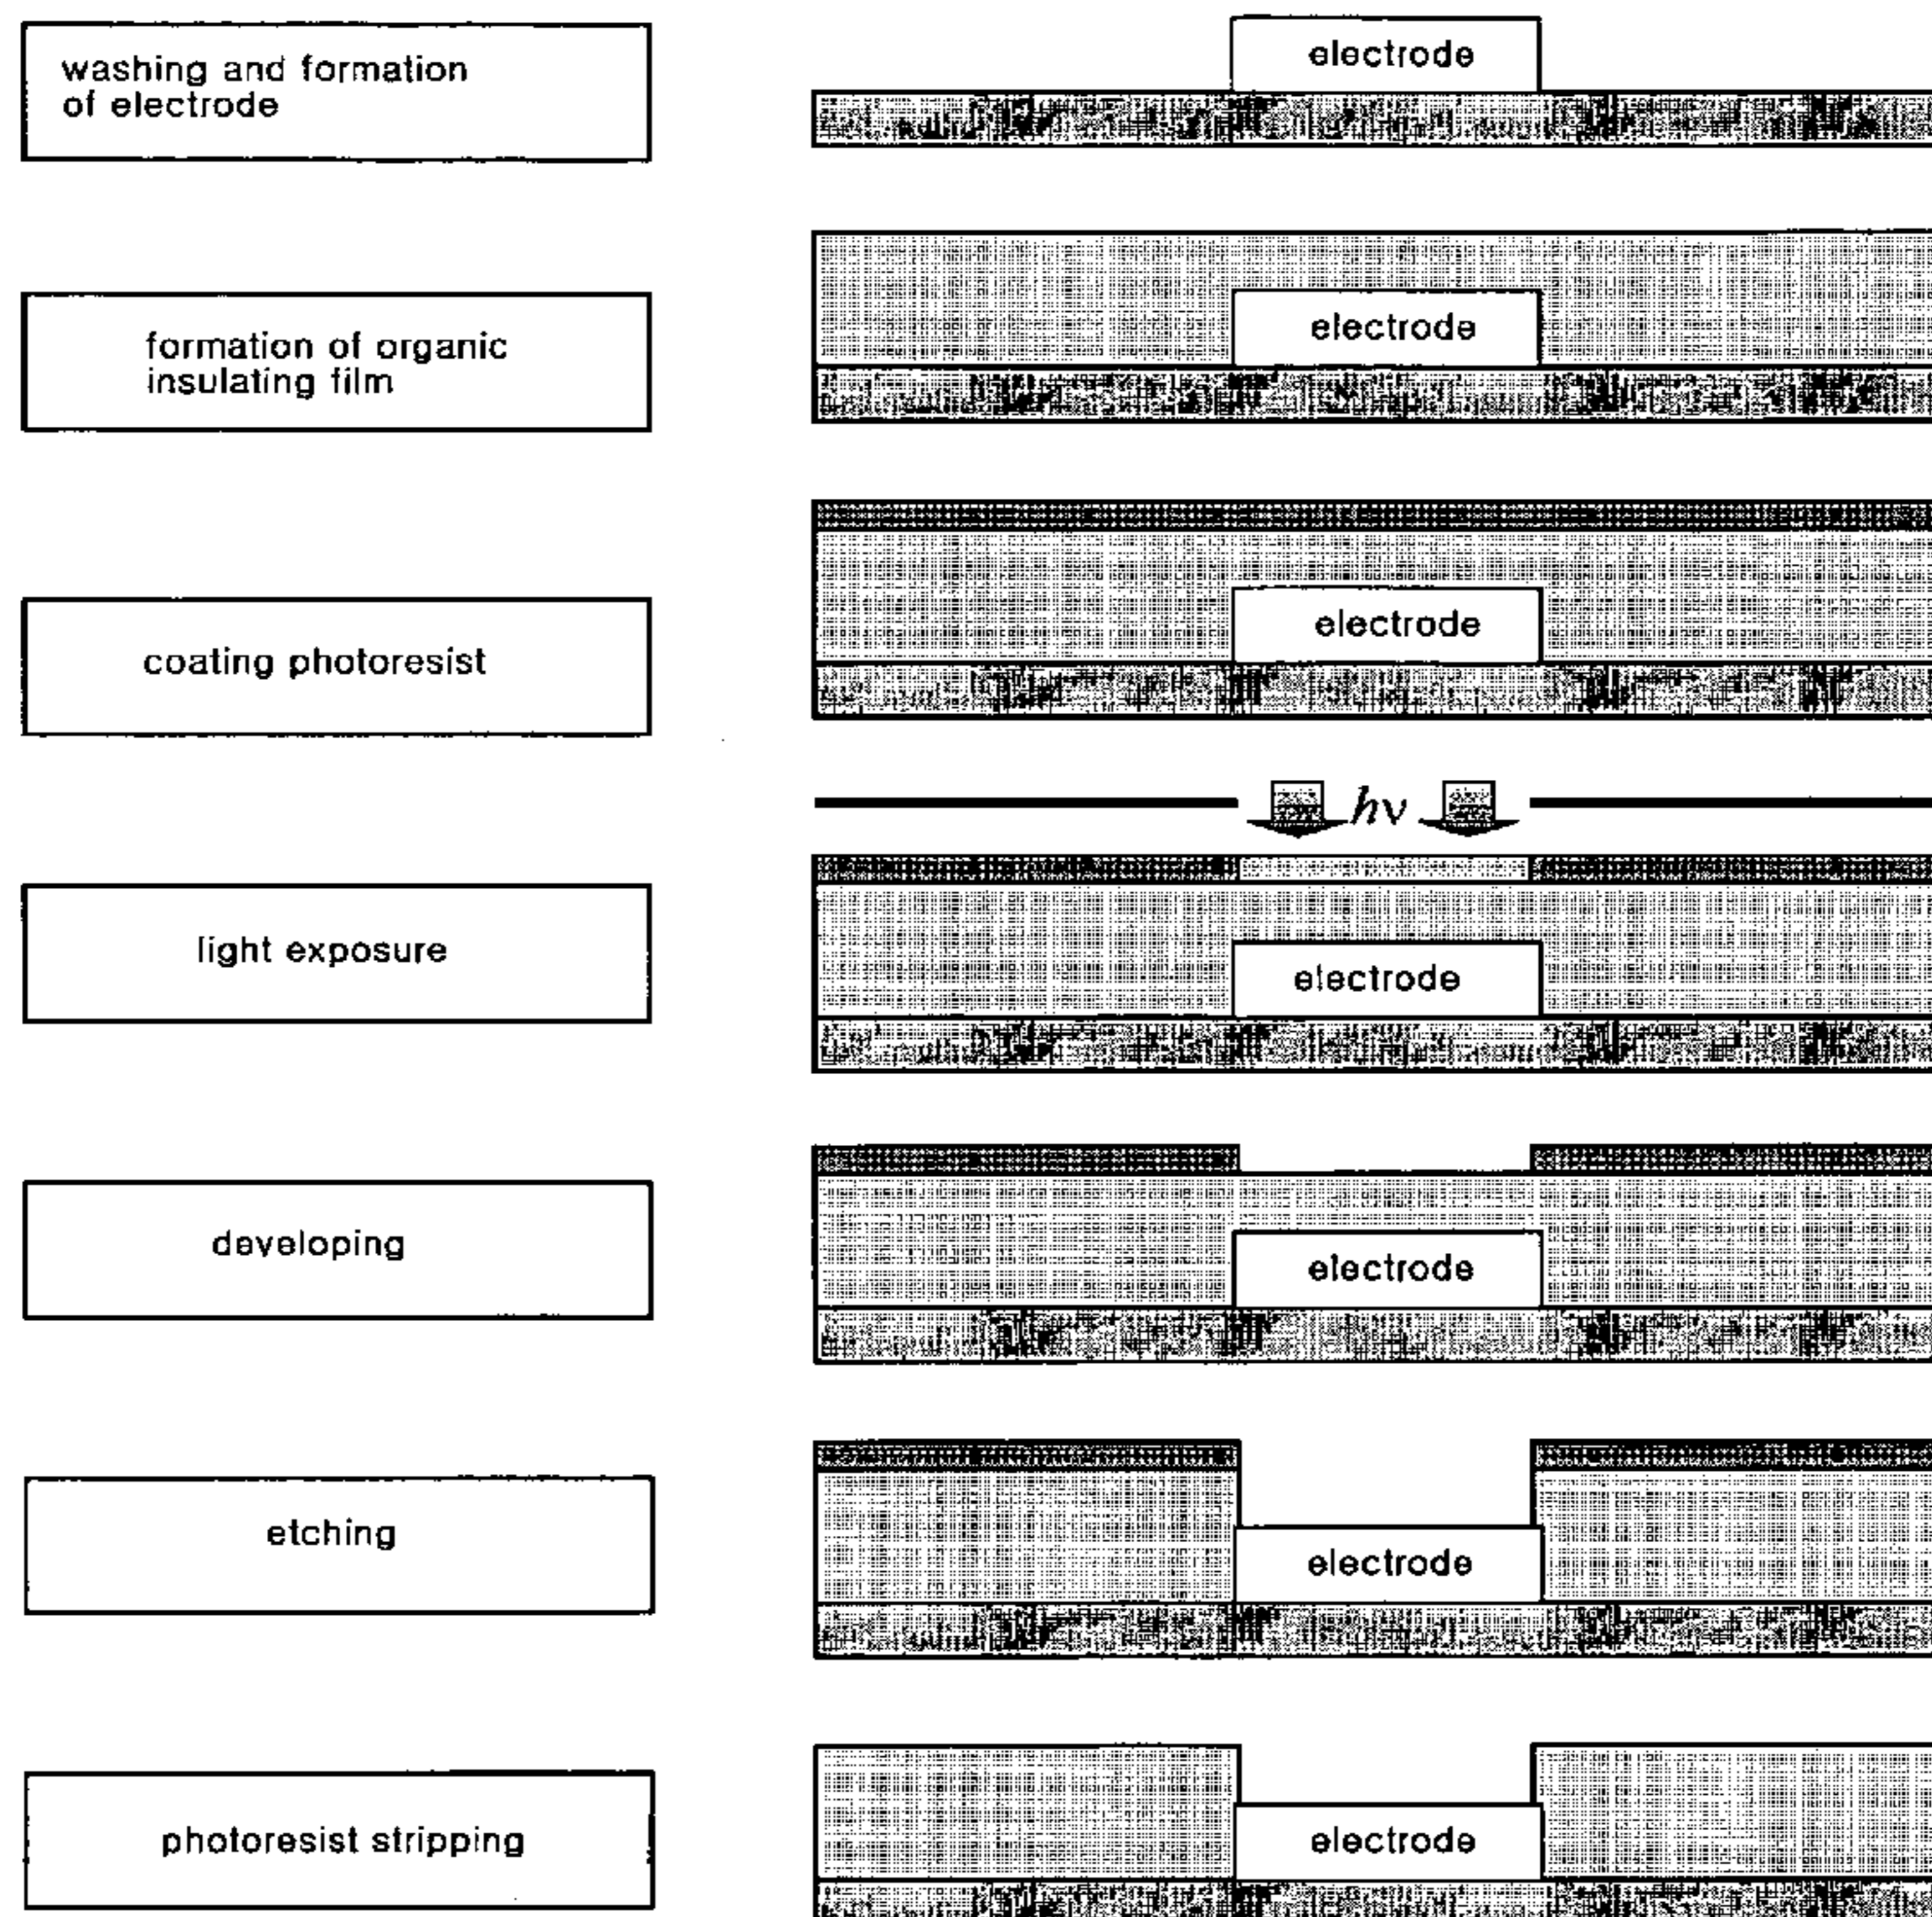 washing and formation
of electrode
electrode
formation of organic
insulating film
electrode
coating photoresist
electrode
hν
light exposure
electrode
developing
electrode
etching
electrode
photoresist stripping
electrode